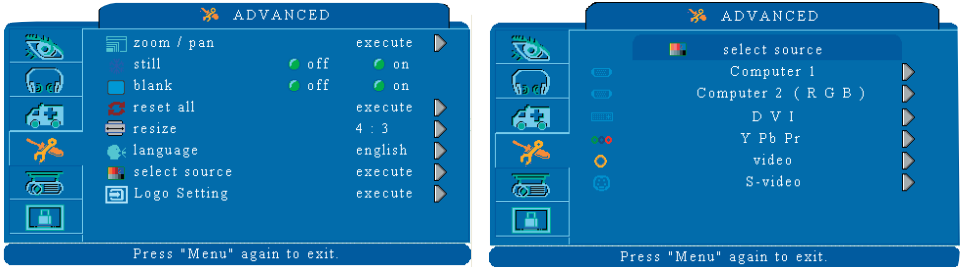 ADVANCED
zoom / pan execute
still off on
blank off on
reset all execute
resize 4 : 3
language english
select source execute
Logo Setting execute
Press "Menu" again to exit.
ADVANCED
select source
Computer 1
Computer 2 ( R G B )
D V I
Y Pb Pr
video
S-video
Press "Menu" again to exit.